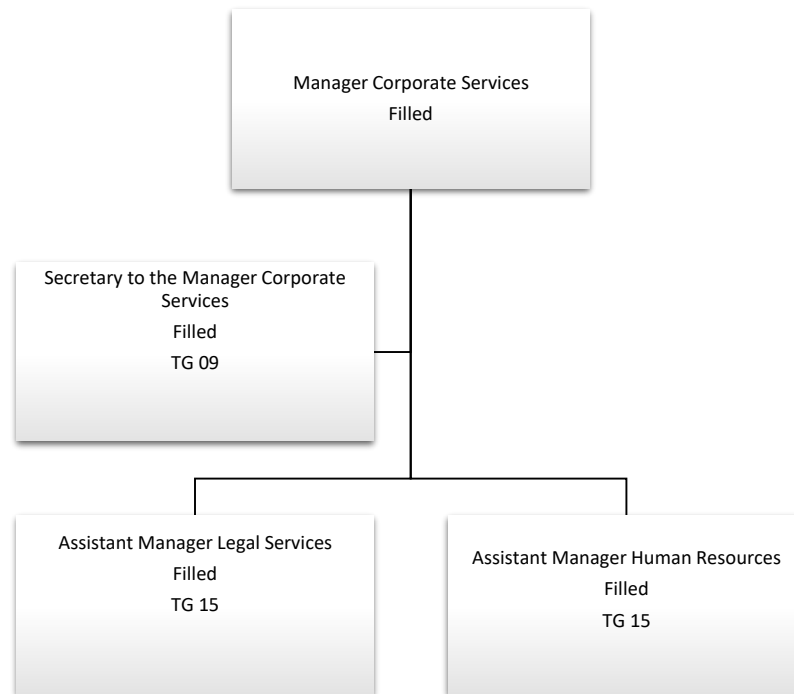 Manager Corporate Services
Filled
Secretary to the Manager Corporate
Services
Filled
TG 09
Assistant Manager Legal Services
Filled
TG 15
Assistant Manager Human Resources
Filled
TG 15